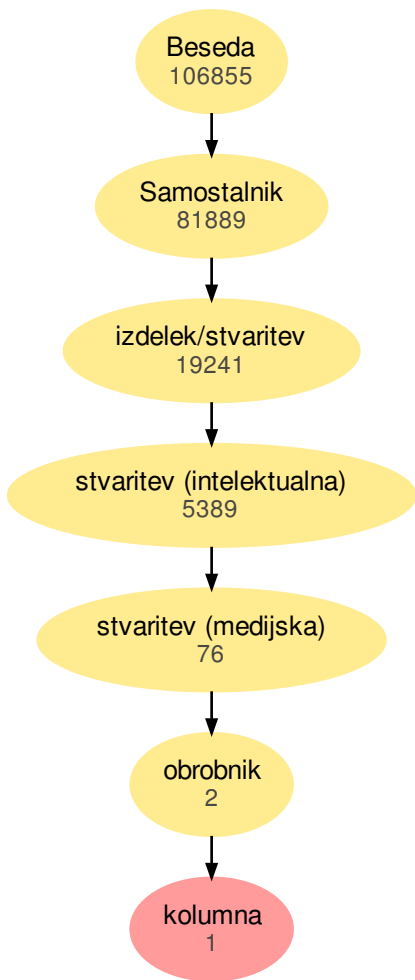 Beseda
106855
Samostalnik
81889
izdelek/stvaritev
19241
stvaritev (intelektualna)
5389
stvaritev (medijska)
76
obrobnik
2
kolumna
1